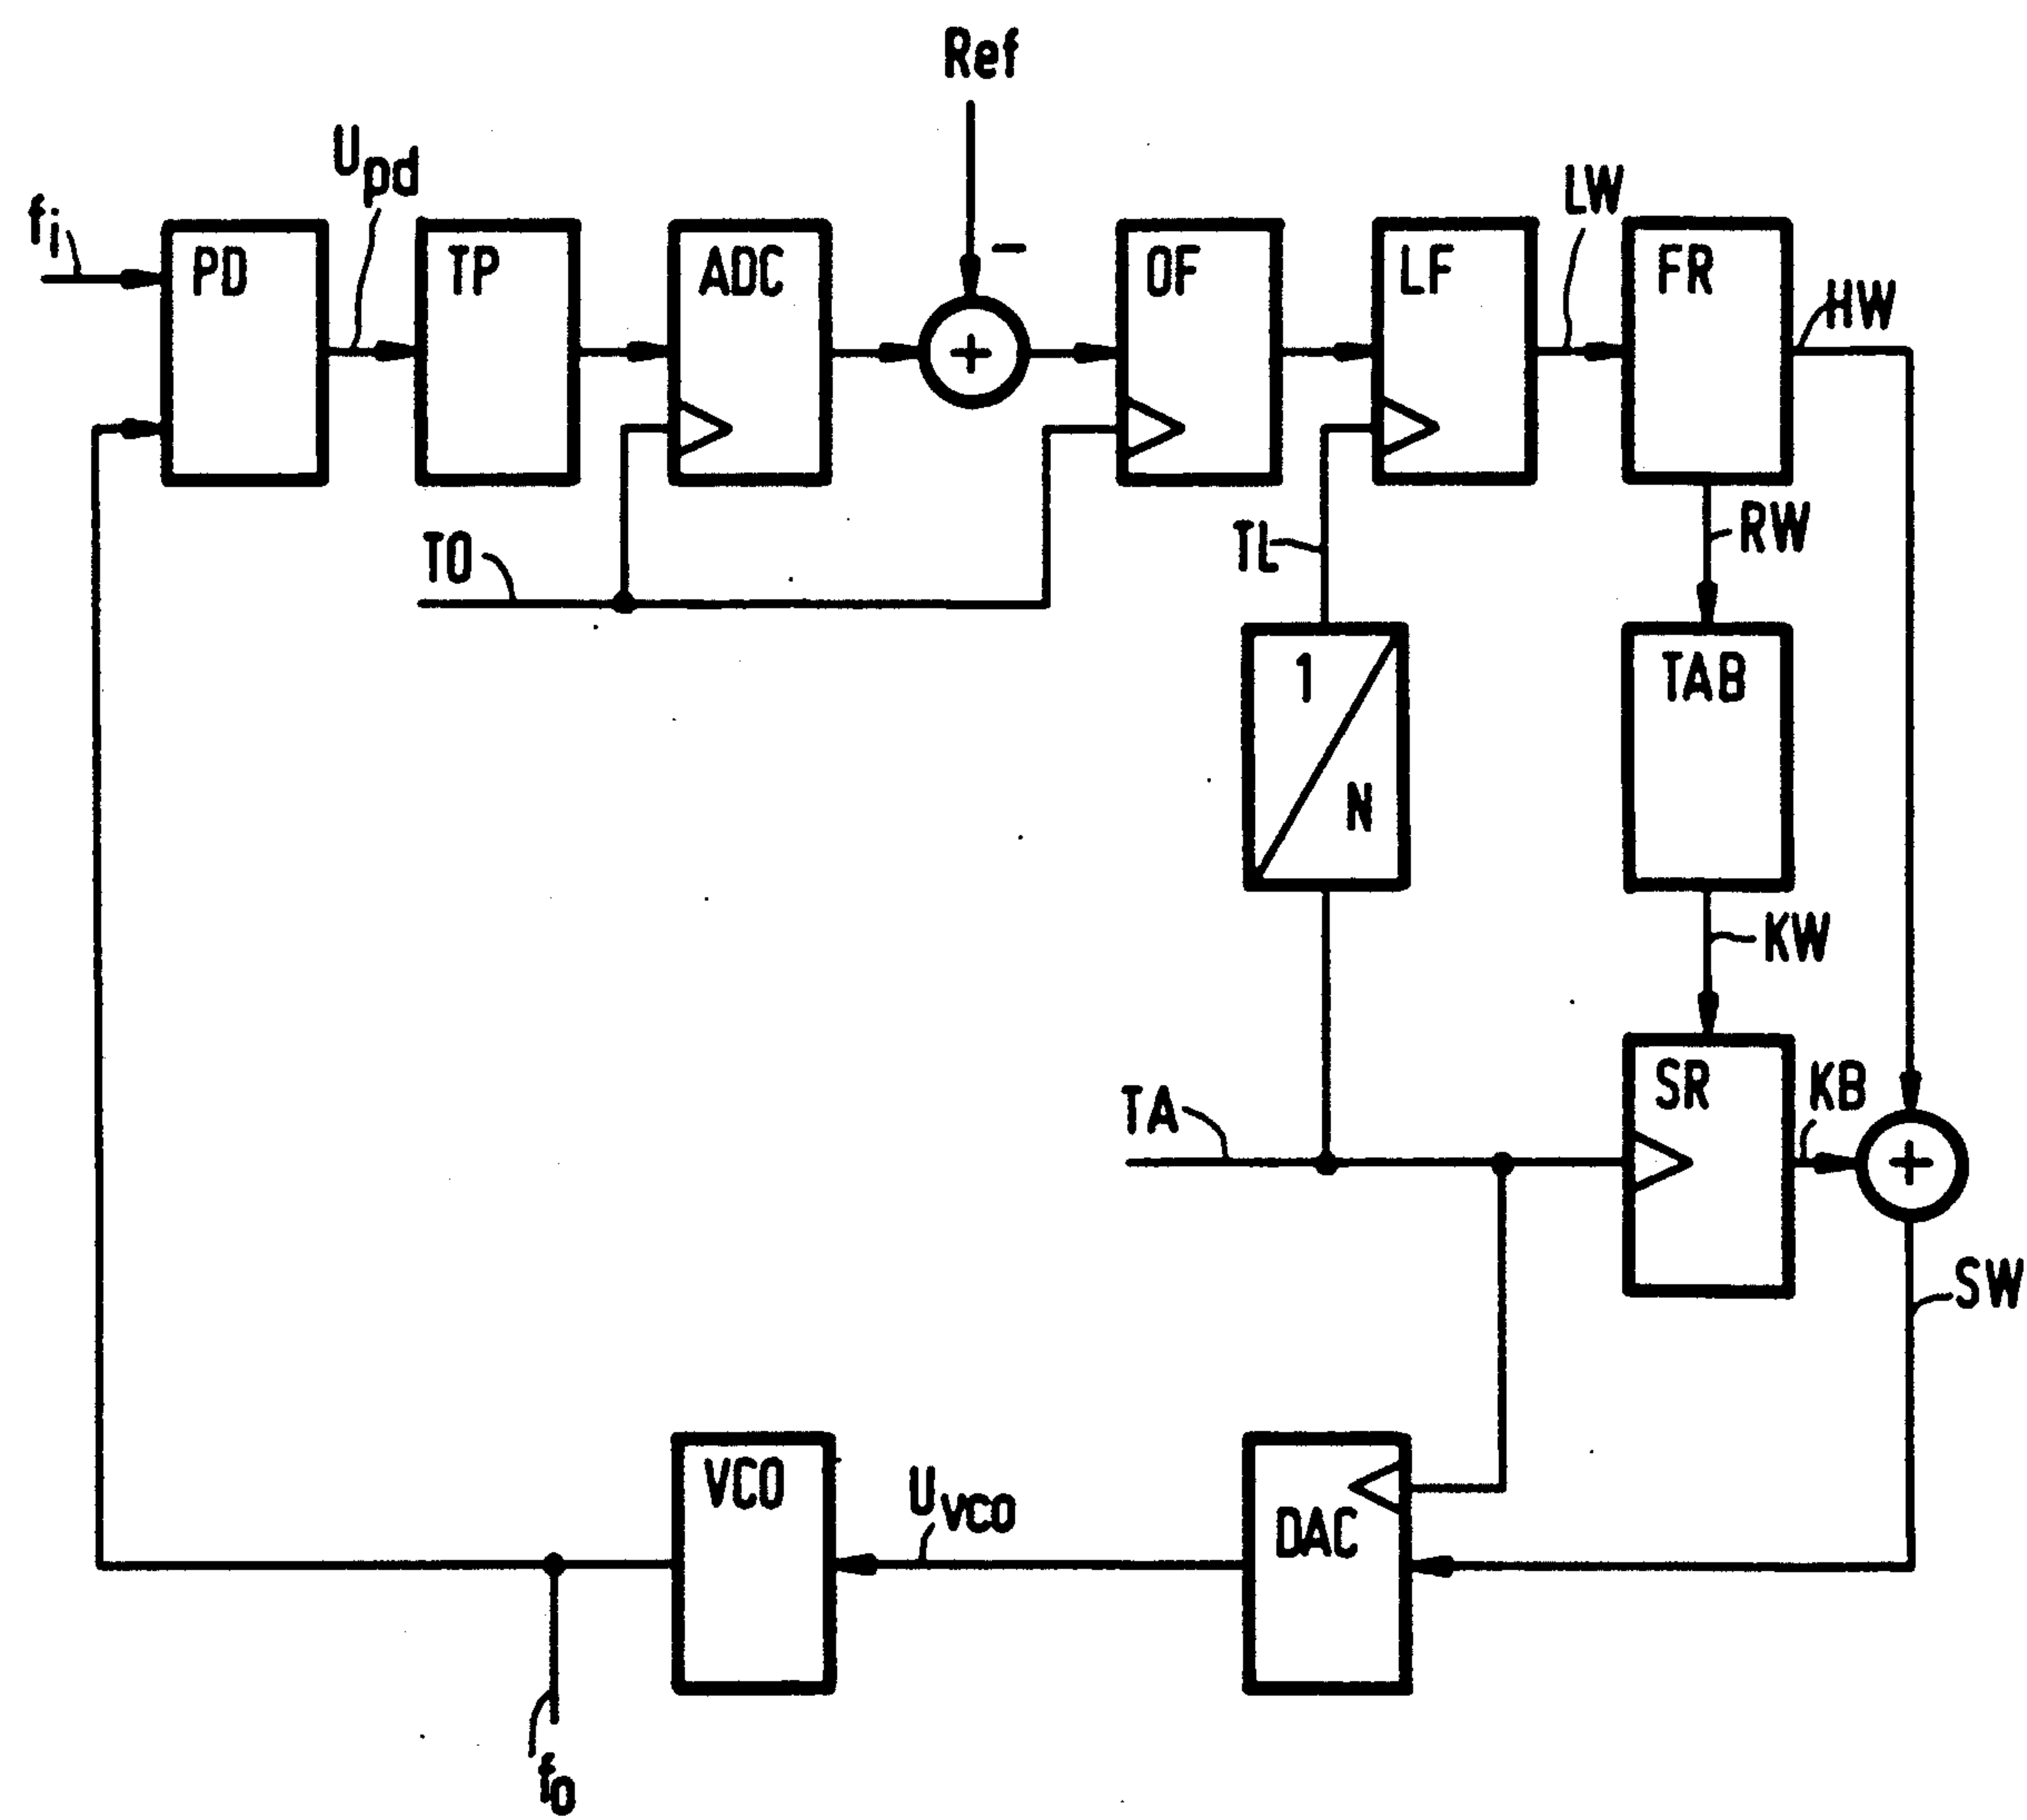 Ref
Upd
fi
LW
PD
TP
ADC
-
OF
LF
FR
HW
+
TO
TL
RW
1
N
TAB
KW
TA
SR
KB
+
SW
VCO
Uvco
DAC
fo